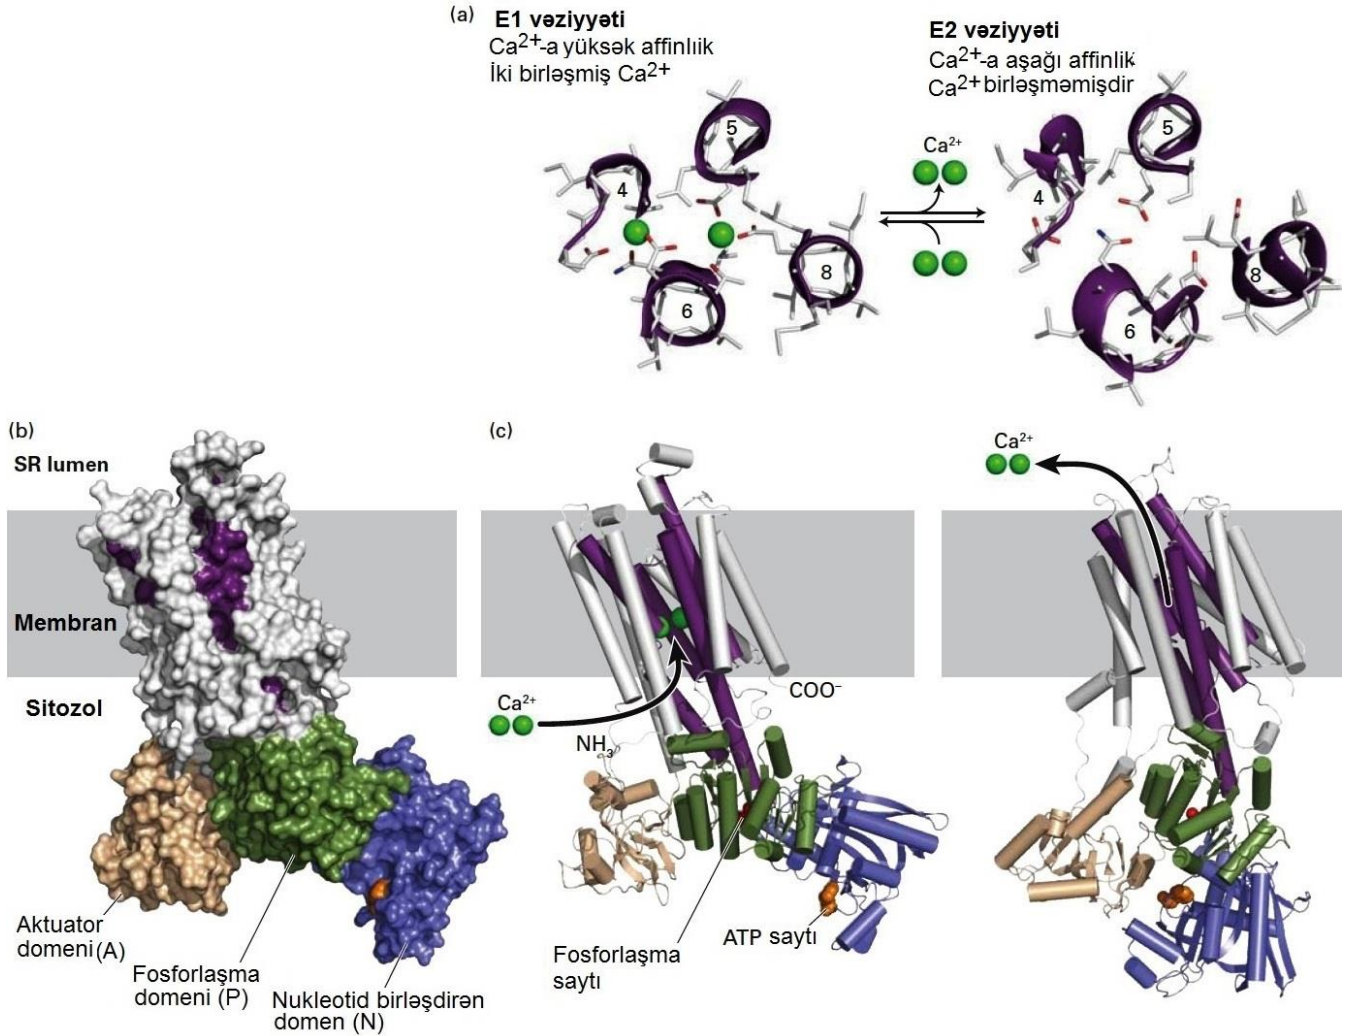 (a)
E1 vəziyyəti
Ca²⁺-a yüksək affinliik
İki birləşmiş Ca²⁺
E2 vəziyyəti
Ca²⁺-a aşağı affinlik
Ca²⁺ birləşməmişdir
5
4
6
8
Ca²⁺
5
4
6
8
(b)
SR lumen
Membran
Sitozol
Aktuator
domeni (A)
Fosforlaşma
domeni (P)
Nukleotid birləşdirən
domen (N)
(c)
Ca²⁺
NH₃
COO⁻
Fosforlaşma
saytı
ATP saytı
Ca²⁺